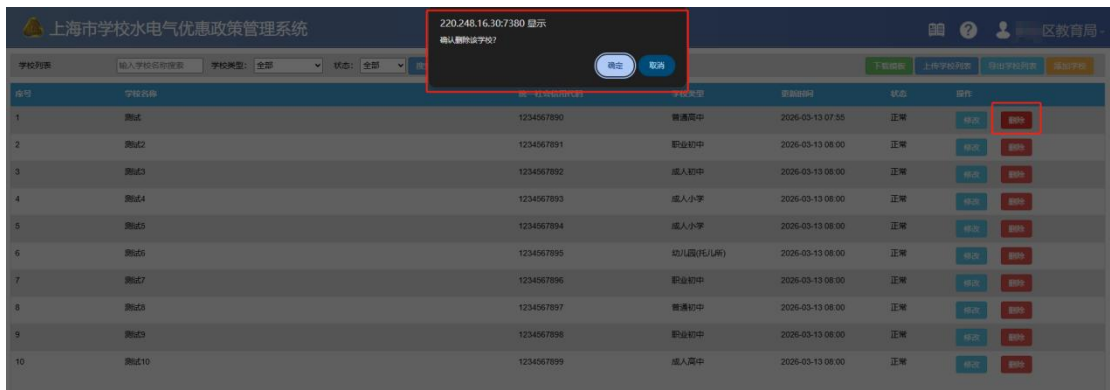 上海市学校水电气优惠政策管理系统
220.248.16.30:7380 显示
确认删除该学校?
确定 取消
区教育局
学校列表 输入学校名称搜索 学校类型: 全部 状态: 全部 下载模板 上传学校列表 导出学校列表 添加学校
序号 学校名称 统一社会信用代码 学校类型 更新时间 状态 操作
1 测试 1234567890 普通高中 2026-03-13 07:55 正常 修改 删除
2 测试2 1234567891 职业初中 2026-03-13 08:00 正常 修改 删除
3 测试3 1234567892 成人初中 2026-03-13 08:00 正常 修改 删除
4 测试4 1234567893 成人小学 2026-03-13 08:00 正常 修改 删除
5 测试5 1234567894 成人小学 2026-03-13 08:00 正常 修改 删除
6 测试6 1234567895 幼儿园(托儿所) 2026-03-13 08:00 正常 修改 删除
7 测试7 1234567896 职业初中 2026-03-13 08:00 正常 修改 删除
8 测试8 1234567897 普通初中 2026-03-13 08:00 正常 修改 删除
9 测试9 1234567898 职业初中 2026-03-13 08:00 正常 修改 删除
10 测试10 1234567899 成人高中 2026-03-13 08:00 正常 修改 删除